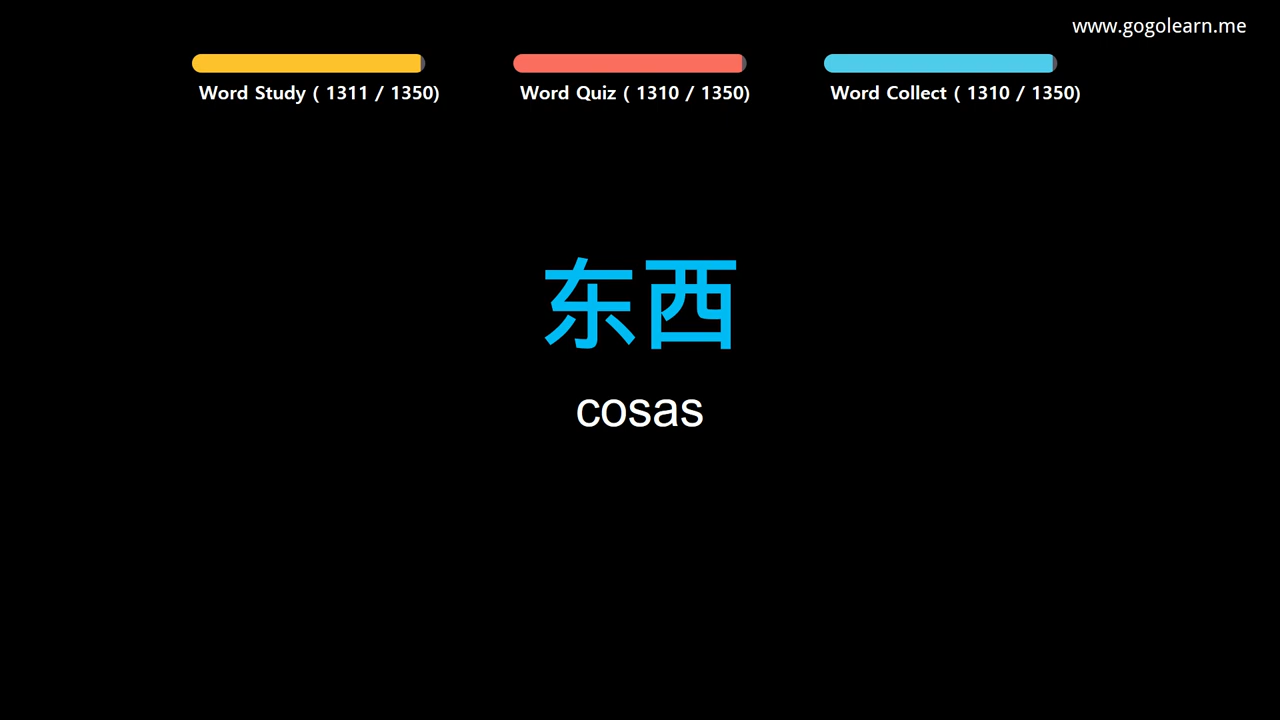 www.gogolearn.me
Word Study ( 1311 / 1350)
Word Quiz ( 1310 / 1350)
Word Collect ( 1310 / 1350)
东西
cosas